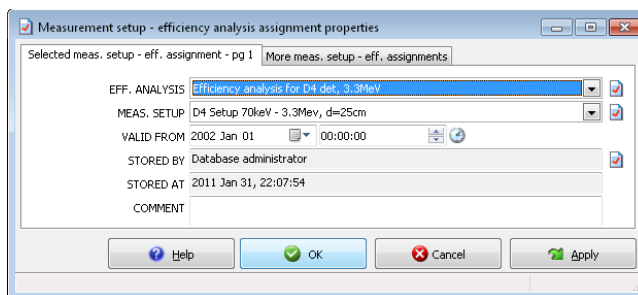 Measurement setup - efficiency analysis assignment properties
Selected meas. setup - eff. assignment - pg 1 More meas. setup - eff. assignments
EFF. ANALYSIS Efficiency analysis for D4 det, 3.3MeV
MEAS. SETUP D4 Setup 70keV - 3.3Mev, d=25cm
VALID FROM 2002 Jan 01 00:00:00
STORED BY Database administrator
STORED AT 2011 Jan 31, 22:07:54
COMMENT
Help OK Cancel Apply